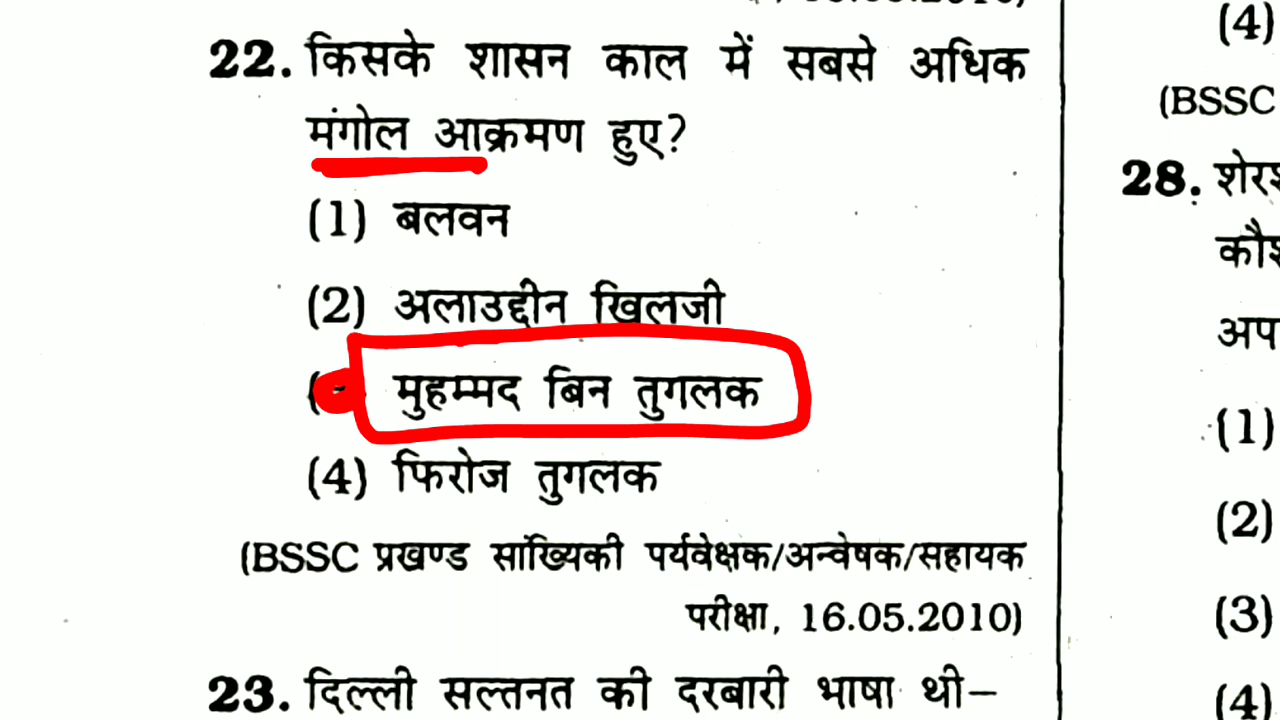 22. किसके शासन काल में सबसे अधिक
मंगोल आक्रमण हुए?
(1) बलवन
(2) अलाउद्दीन खिलजी
मुहम्मद बिन तुगलक
(4) फिरोज तुगलक
(BSSC प्रखण्ड सांख्यिकी पर्यवेक्षक/अन्वेषक/सहायक
परीक्षा, 16.05.2010)
23. दिल्ली सल्तनत की दरबारी भाषा थी–
(4)
(BSSC
28.
अप
(1)
(2)
(3)
(4)